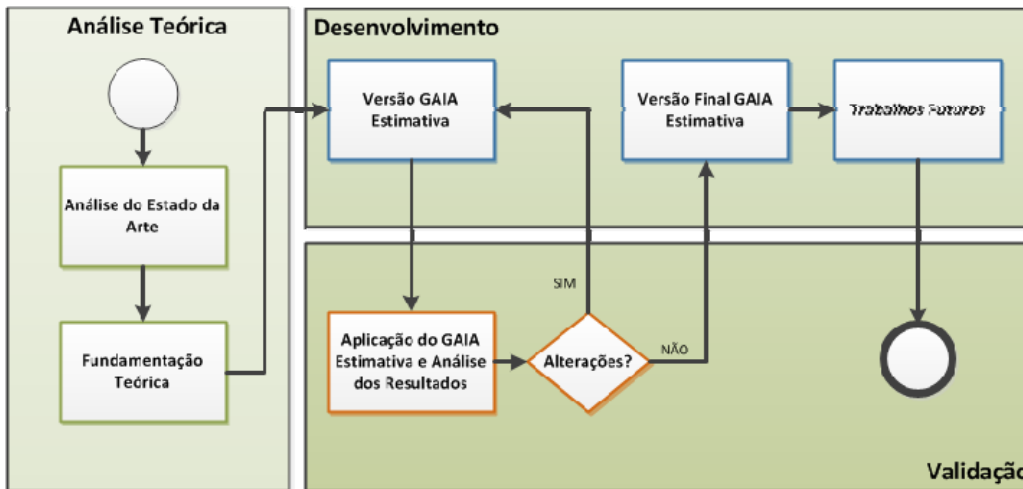 Análise Teórica
Análise do Estado da
Arte
Fundamentação
Teórica
Desenvolvimento
Versão GAIA
Estimativa
Versão Final GAIA
Estimativa
Trabalhos Futuros
SIM
Aplicação do GAIA
Estimativa e Análise
dos Resultados
Alterações?
NÃO
Validação